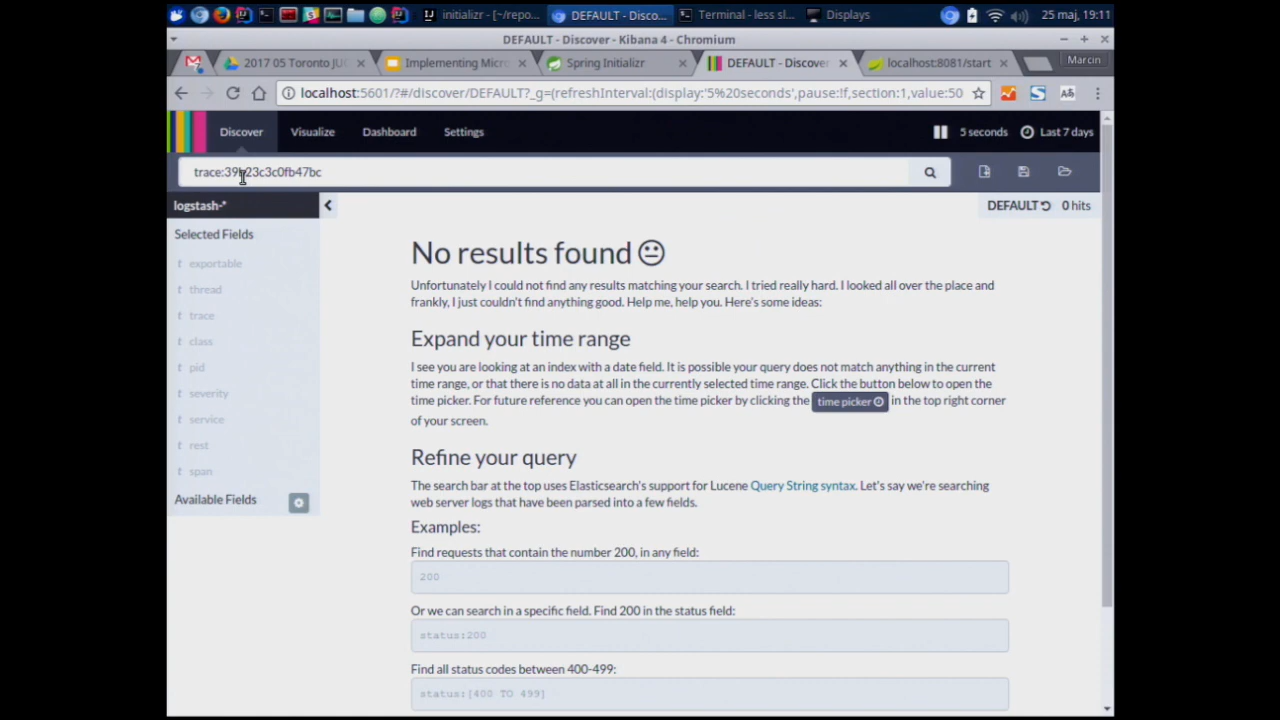 initializr - [~/repo...
DEFAULT - Disco...
Terminal - less sl...
Displays
25 maj, 19:11
DEFAULT - Discover - Kibana 4 - Chromium
2017 05 Toronto JU
Implementing Micr
Spring Initializr
DEFAULT - Discove
localhost:8081/start
Marcin
localhost:5601/?#/discover/DEFAULT?_g=(refreshInterval:(display:'5%20seconds',pause:!f,section:1,value:50
Discover
Visualize
Dashboard
Settings
5 seconds
Last 7 days
logstash-*
DEFAULT
0 hits
Selected Fields
t exportable
t thread
t trace
t class
t pid
t severity
t service
t rest
t span
Available Fields
No results found
Unfortunately I could not find any results matching your search. I tried really hard. I looked all over the place and
frankly, I just couldn't find anything good. Help me, help you. Here's some ideas:
Expand your time range
I see you are looking at an index with a date field. It is possible your query does not match anything in the current
time range, or that there is no data at all in the currently selected time range. Click the button below to open the
time picker. For future reference you can open the time picker by clicking the time picker in the top right corner
of your screen.
Refine your query
The search bar at the top uses Elasticsearch's support for Lucene Query String syntax. Let's say we're searching
web server logs that have been parsed into a few fields.
Examples:
Find requests that contain the number 200, in any field:
200
Or we can search in a specific field. Find 200 in the status field:
status:200
Find all status codes between 400-499:
status:[400 TO 499]